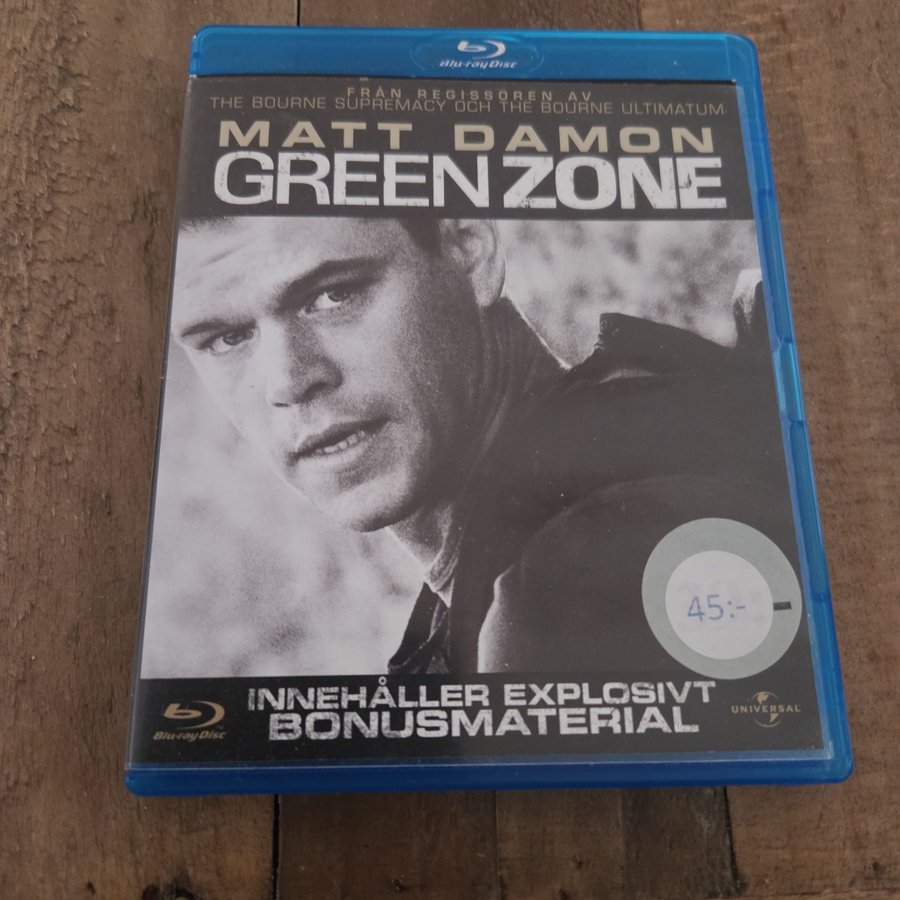 Blu-ray Disc
FRÅN REGISSÖREN AV
THE BOURNE SUPREMACY OCH THE BOURNE ULTIMATUM
MATT DAMON
GREEN ZONE
45:-
INNEHÅLLER EXPLOSIVT
BONUSMATERIAL
Blu-ray Disc
UNIVERSAL